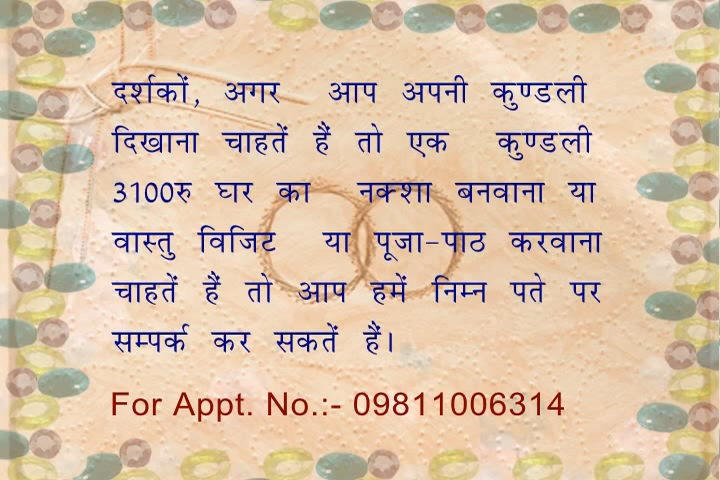 दर्शकों, अगर आप अपनी कुण्डली
दिखाना चाहतें हैं तो एक कुण्डली
3100रु घर का नक्शा बनवाना या
वास्तु विजिट या पूजा-पाठ करवाना
चाहतें हैं तो आप हमें निम्न पते पर
सम्पर्क कर सकतें हैं।
For Appt. No.:- 09811006314